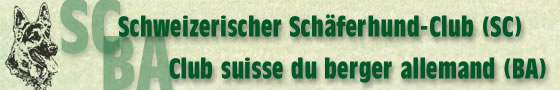 SC
BA
Schweizerischer Schäferhund-Club (SC)
Club suisse du berger allemand (BA)